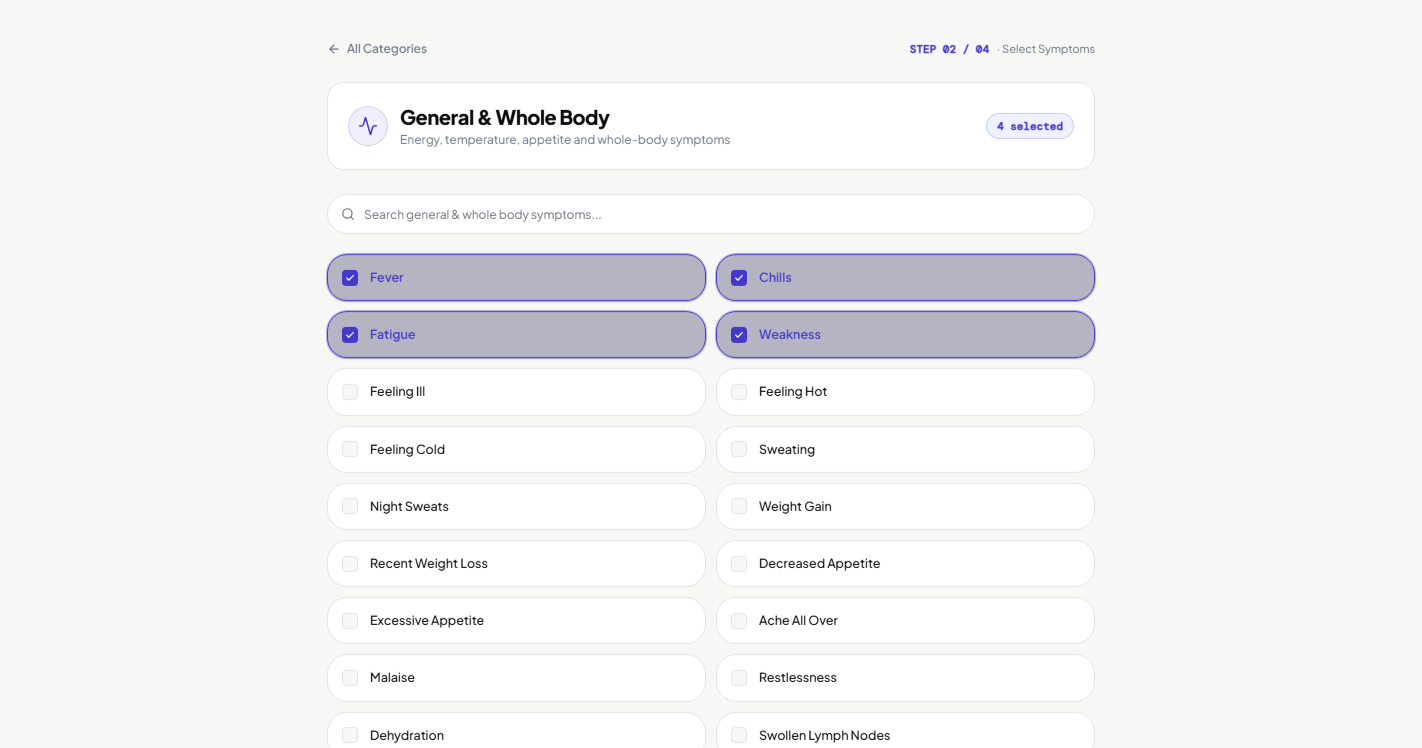 All Categories
STEP 02 / 04 · Select Symptoms
General & Whole Body
Energy, temperature, appetite and whole-body symptoms
4 selected
Search general & whole body symptoms...
Fever
Chills
Fatigue
Weakness
Feeling Ill
Feeling Hot
Feeling Cold
Sweating
Night Sweats
Weight Gain
Recent Weight Loss
Decreased Appetite
Excessive Appetite
Ache All Over
Malaise
Restlessness
Dehydration
Swollen Lymph Nodes